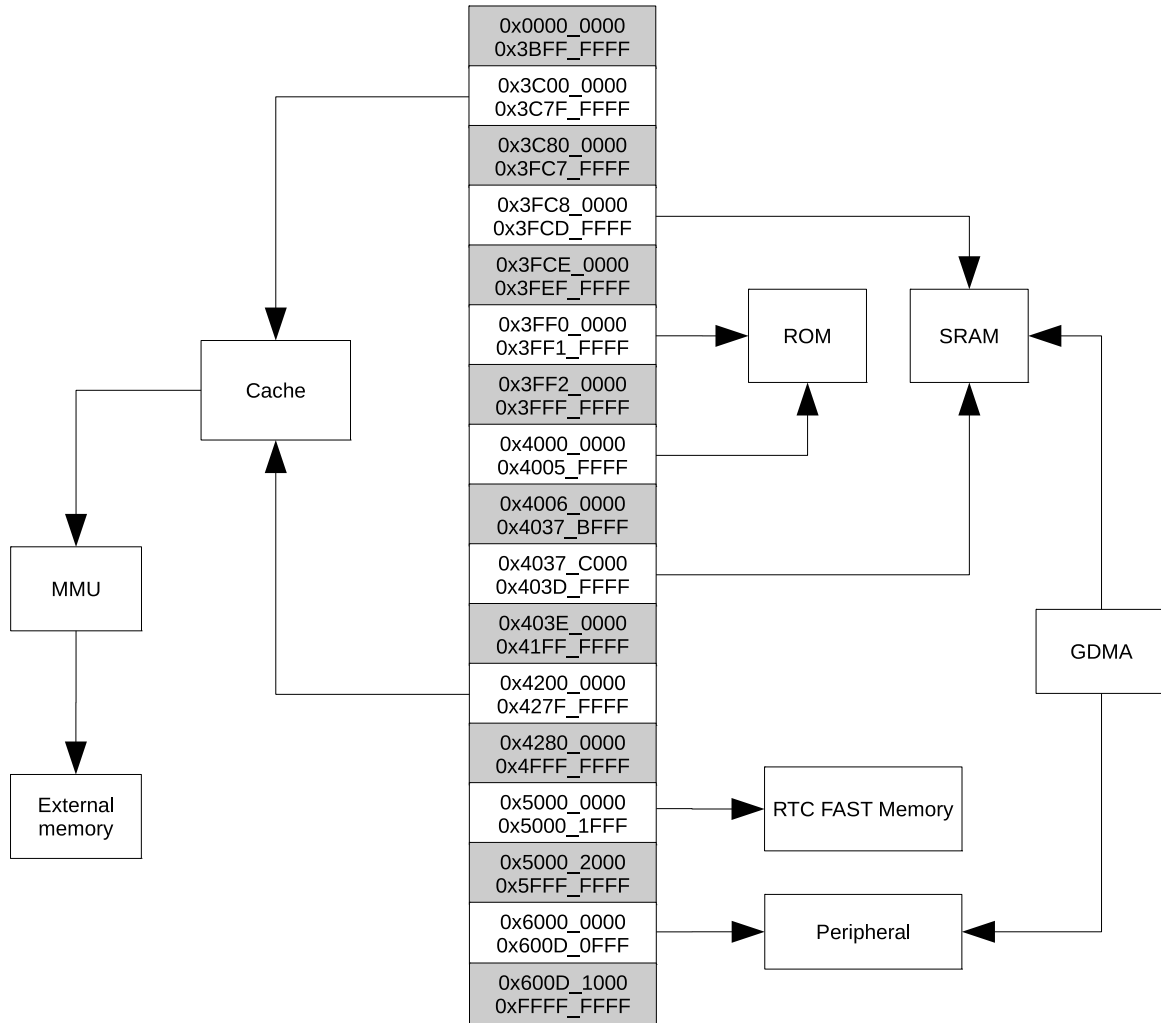 0x0000_0000
0x3BFF_FFFF
0x3C00_0000
0x3C7F_FFFF
0x3C80_0000
0x3FC7_FFFF
0x3FC8_0000
0x3FCD_FFFF
0x3FCE_0000
0x3FEF_FFFF
0x3FF0_0000
0x3FF1_FFFF
0x3FF2_0000
0x3FFF_FFFF
0x4000_0000
0x4005_FFFF
0x4006_0000
0x4037_BFFF
0x4037_C000
0x403D_FFFF
0x403E_0000
0x41FF_FFFF
0x4200_0000
0x427F_FFFF
0x4280_0000
0x4FFF_FFFF
0x5000_0000
0x5000_1FFF
0x5000_2000
0x5FFF_FFFF
0x6000_0000
0x600D_0FFF
0x600D_1000
0xFFFF_FFFF
Cache
MMU
External
memory
ROM
SRAM
GDMA
RTC FAST Memory
Peripheral